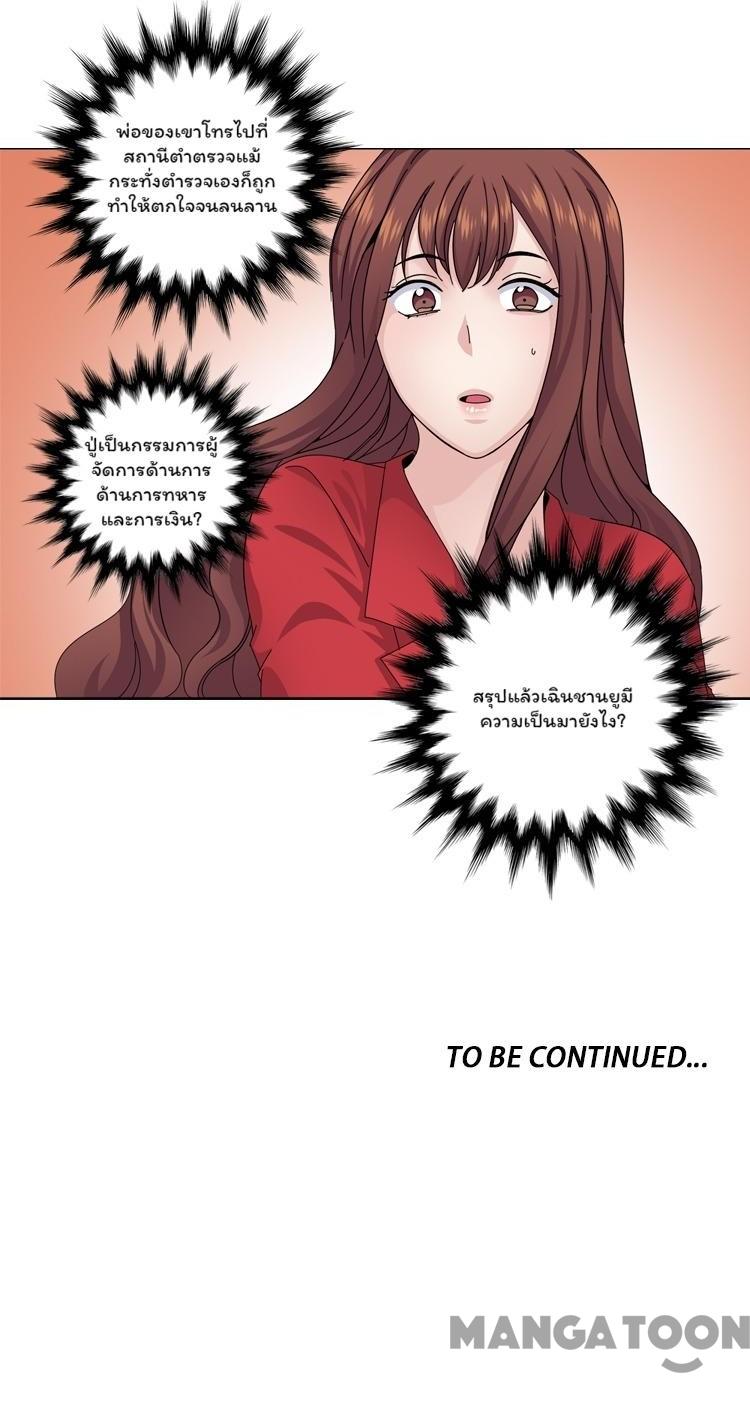 พ่อของเขาโทรไปที่
สถานีตำตรวจแม้
กระทั่งตำรวจเองก็ถูก
ทำให้ตกใจจนลนลาน
ปู่เป็นกรรมการผู้
จัดการด้านการ
ด้านการทหาร
และการเงิน?
สรุปแล้วเฉินชานยูมี
ความเป็นมายังไง?
TO BE CONTINUED...
MANGATOON